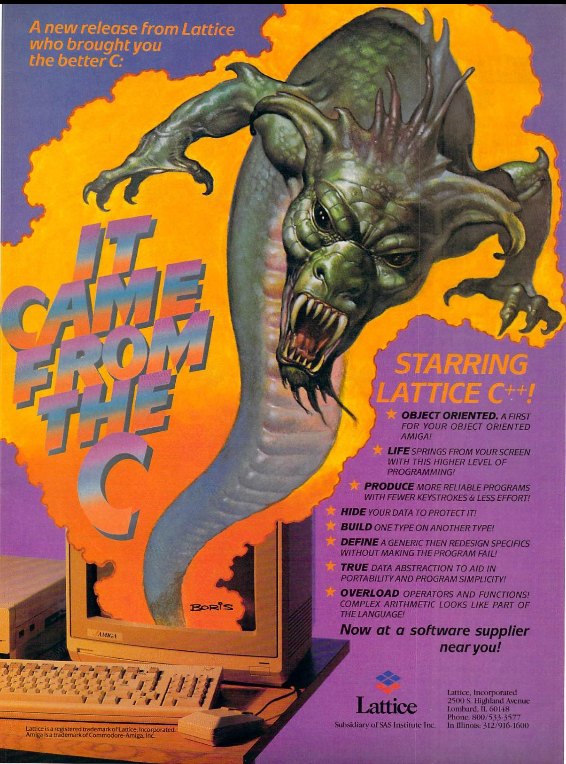 A new release from Lattice
who brought you
the better C:
IT
CAME
FROM
THE
C
STARRING
LATTICE C++!
★ OBJECT ORIENTED. A FIRST
FOR YOUR OBJECT ORIENTED
AMIGA!
★ LIFE SPRINGS FROM YOUR SCREEN
WITH THIS HIGHER LEVEL OF
PROGRAMMING!
★ PRODUCE MORE RELIABLE PROGRAMS
WITH FEWER KEYSTROKES & LESS EFFORT!
★ HIDE YOUR DATA TO PROTECT IT!
★ BUILD ONE TYPE ON ANOTHER TYPE!
★ DEFINE A GENERIC THEN REDESIGN SPECIFICS
WITHOUT MAKING THE PROGRAM FAIL!
★ TRUE DATA ABSTRACTION TO AID IN
PORTABILITY AND PROGRAM SIMPLICITY!
★ OVERLOAD OPERATORS AND FUNCTIONS!
COMPLEX ARITHMETIC LOOKS LIKE PART OF
THE LANGUAGE!
Now at a software supplier
near you!
BORIS
AMIGA
Lattice
Subsidiary of SAS Institute Inc.
Lattice, Incorporated
2500 S. Highland Avenue
Lombard, IL 60148
Phone: 800/533-3577
In Illinois: 312/916-1600
Lattice is a registered trademark of Lattice, Incorporated.
Amiga is a trademark of Commodore-Amiga, Inc.